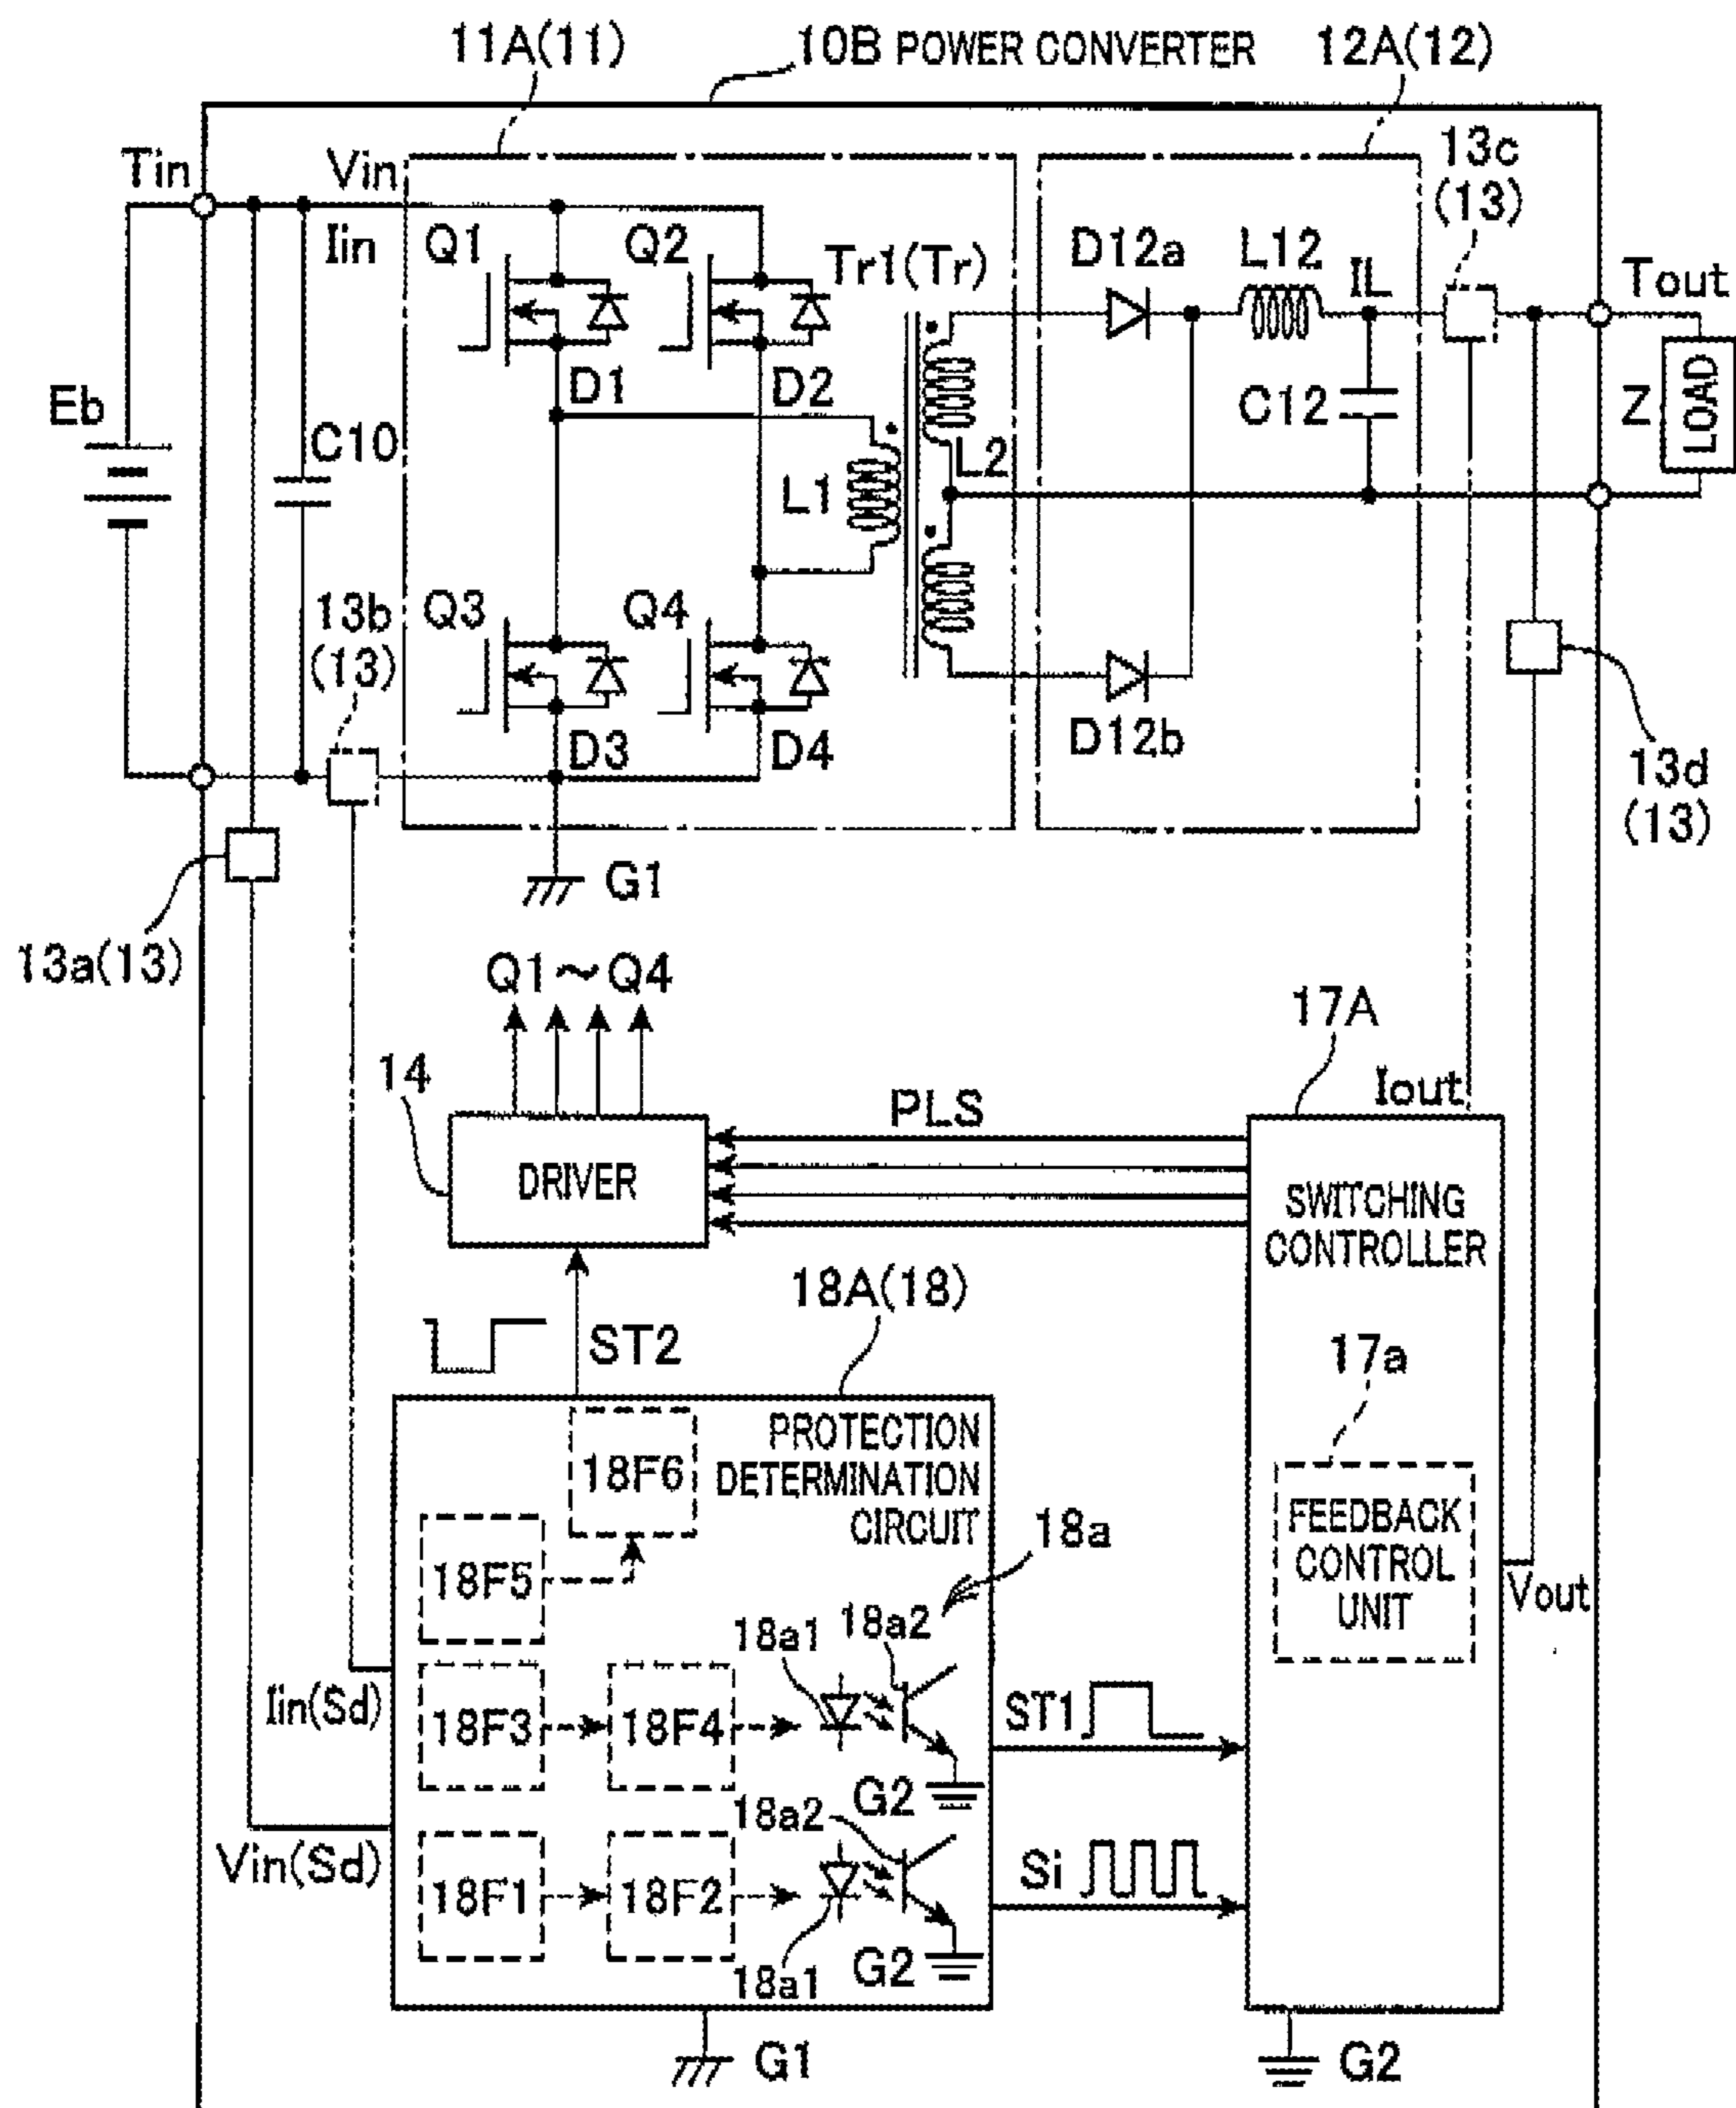 11A(11)
10B POWER CONVERTER
12A(12)
Tin
Vin
Iin
13c
(13)
Q1
Q2
Tr1(Tr)
D12a
L12
IL
Tout
D1
D2
Eb
C10
L1
L2
C12
Z
LOAD
13b
(13)
Q3
Q4
D3
D4
D12b
13d
(13)
G1
13a(13)
Q1~Q4
17A
14
Iout
PLS
DRIVER
SWITCHING
CONTROLLER
18A(18)
ST2
17a
PROTECTION
DETERMINATION
CIRCUIT
18F6
18a
FEEDBACK
CONTROL
UNIT
18F5
Vout
18a1
18a2
Iin(Sd)
18F3
18F4
ST1
G2
18a2
Vin(Sd)
18F1
18F2
Si
18a1
G2
G1
G2